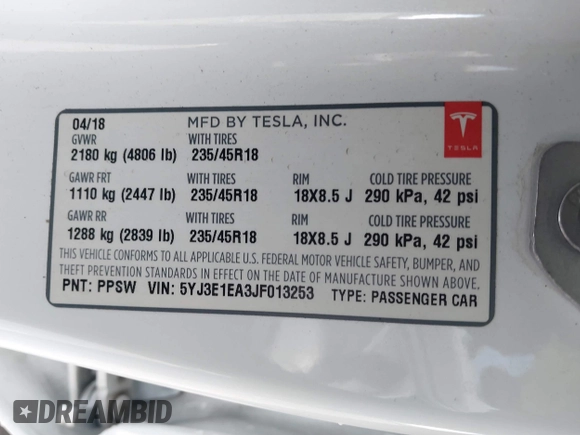 04/18 MFD BY TESLA, INC.
GVWR WITH TIRES
2180 kg (4806 lb) 235/45R18
TESLA
GAWR FRT WITH TIRES RIM COLD TIRE PRESSURE
1110 kg (2447 lb) 235/45R18 18X8.5 J 290 kPa, 42 psi
GAWR RR WITH TIRES RIM COLD TIRE PRESSURE
1288 kg (2839 lb) 235/45R18 18X8.5 J 290 kPa, 42 psi
THIS VEHICLE CONFORMS TO ALL APPLICABLE U.S. FEDERAL MOTOR VEHICLE SAFETY, BUMPER, AND
THEFT PREVENTION STANDARDS IN EFFECT ON THE DATE OF MANUFACTURE SHOWN ABOVE.
PNT: PPSW VIN: 5YJ3E1EA3JF013253 TYPE: PASSENGER CAR
DREAMBID